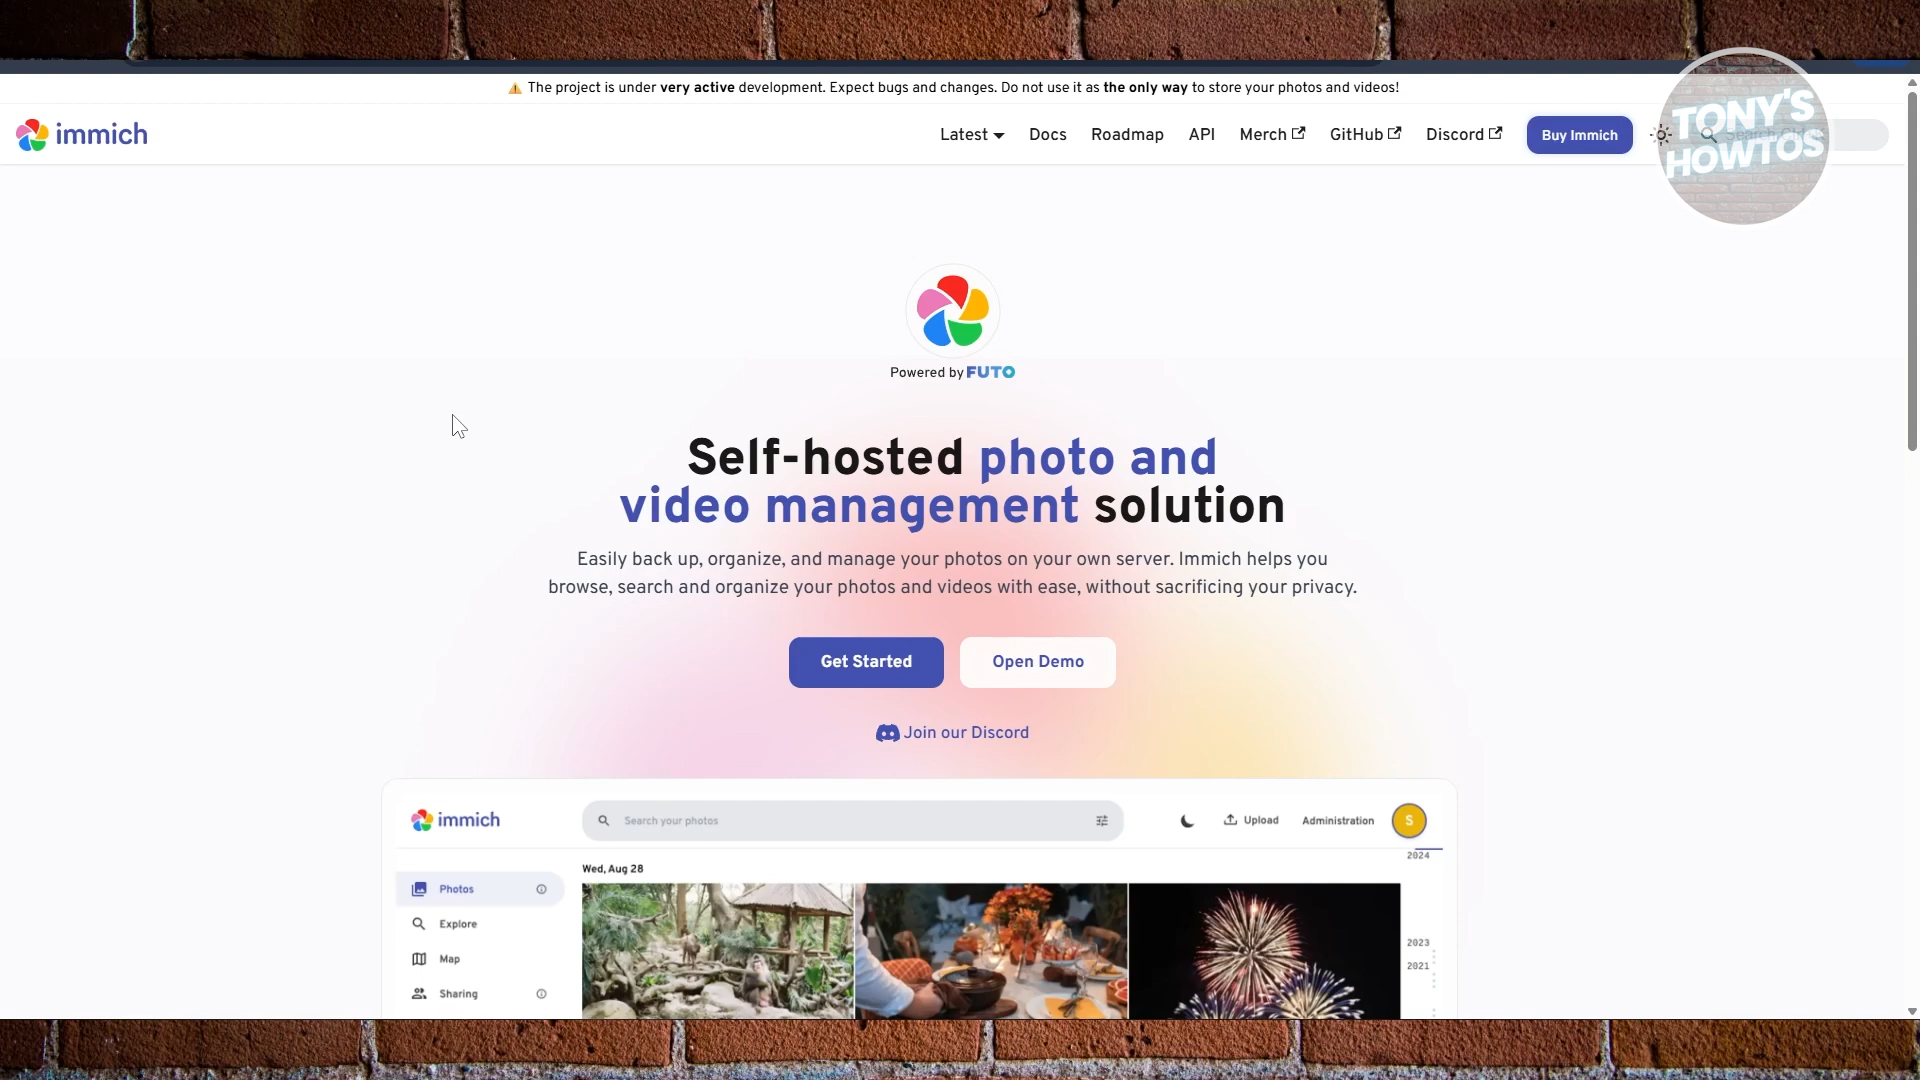 ⚠️ The project is under very active development. Expect bugs and changes. Do not use it as the only way to store your photos and videos!
immich
Latest Docs Roadmap API Merch GitHub Discord Buy Immich
TONY'S
HOWTOS
Powered by FUTO
Self-hosted photo and
video management solution
Easily back up, organize, and manage your photos on your own server. Immich helps you
browse, search and organize your photos and videos with ease, without sacrificing your privacy.
Get Started Open Demo
Join our Discord
immich Search your photos Upload Administration S
Wed, Aug 28 2024
Photos
Explore
Map
Sharing
2023
2021